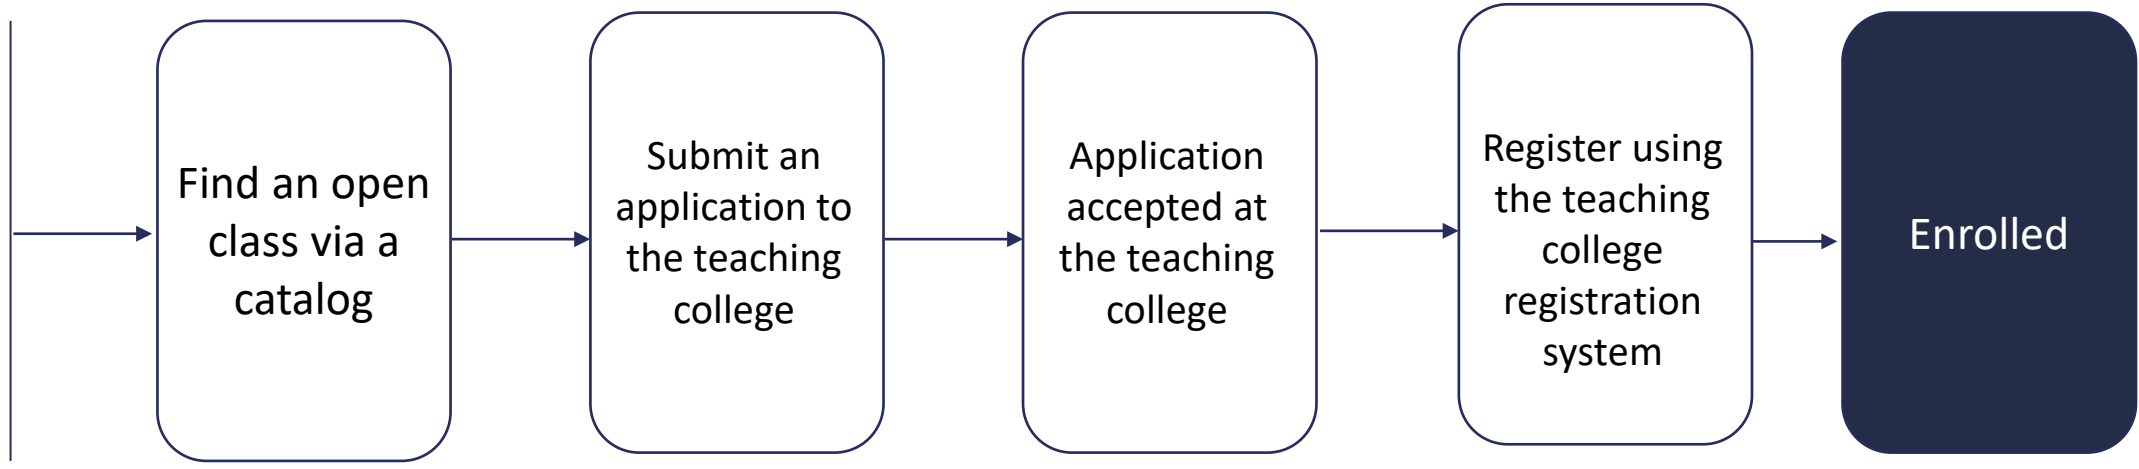 Find an open
class via a
catalog
Submit an
application to
the teaching
college
Application
accepted at
the teaching
college
Register using
the teaching
college
registration
system
Enrolled